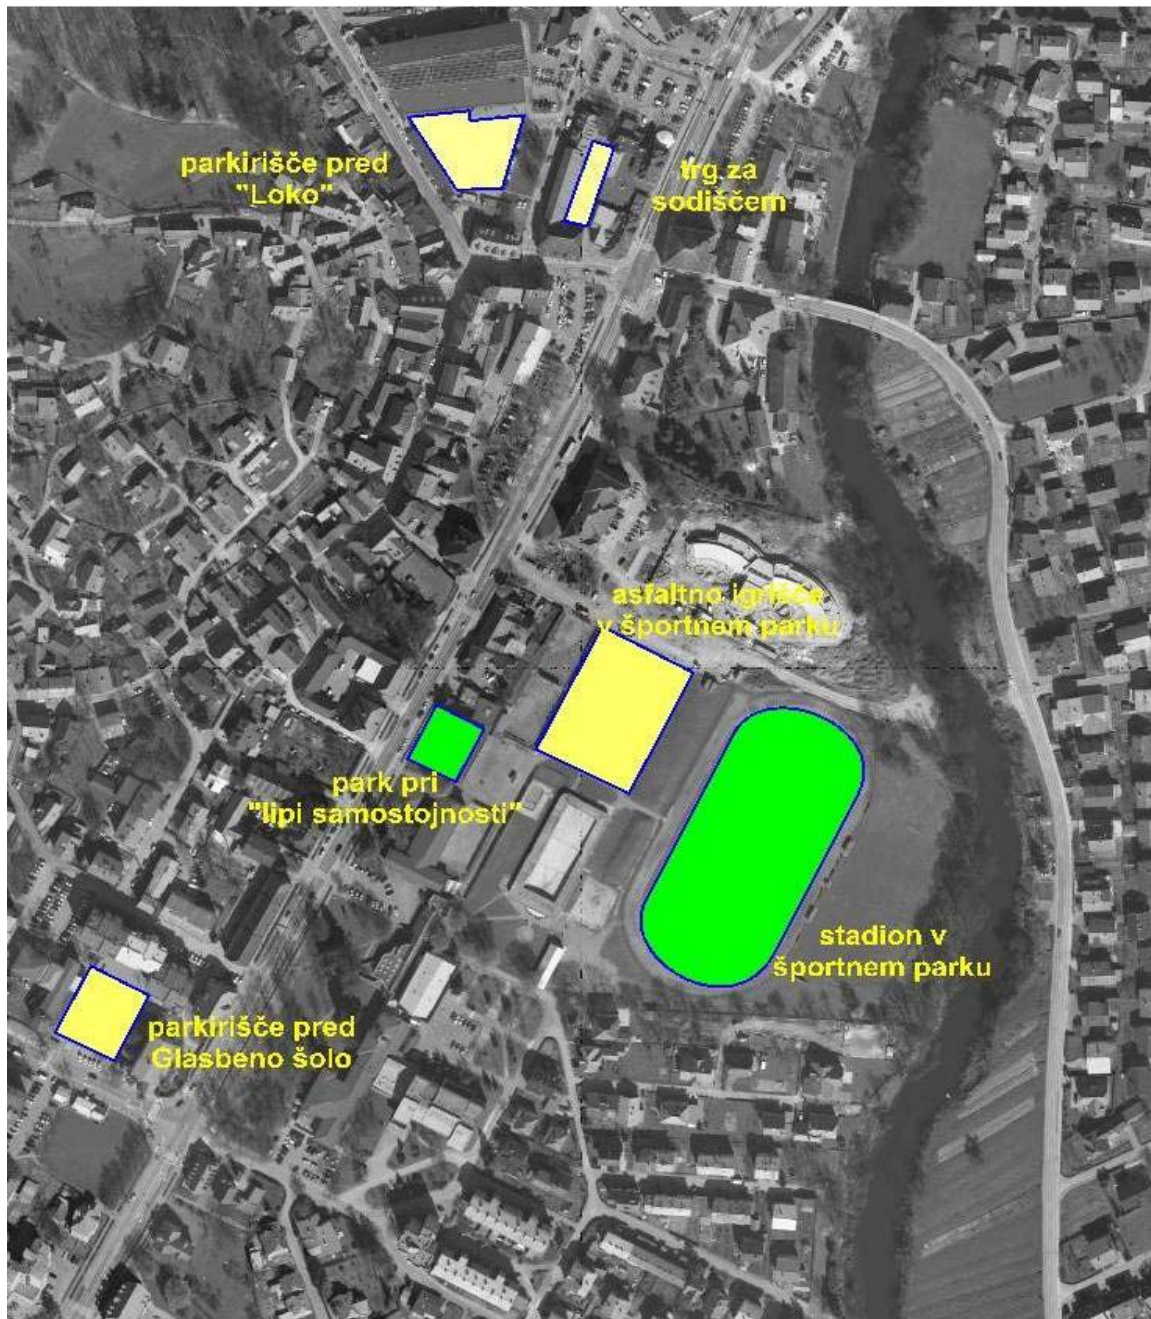 parkirišče pred
"Loko"
trg za
sodiščem
asfaltno igrišče
v športnem parku
park pri
"lipi samostojnosti"
stadion v
športnem parku
parkirišče pred
Glasbeno šolo